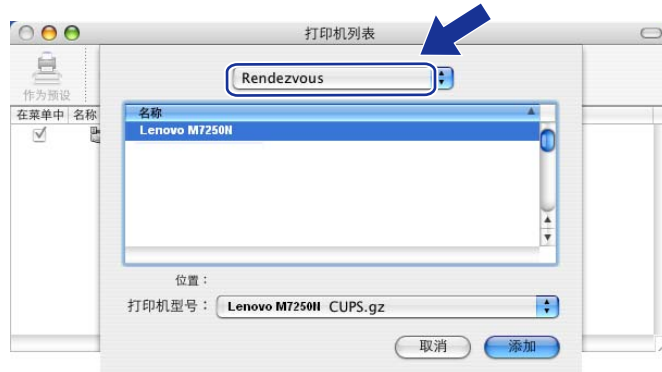 打印机列表
作为预设
Rendezvous
在菜单中 名称
名称
Lenovo M7250N
位置：
打印机型号： Lenovo M7250N CUPS.gz
取消 添加